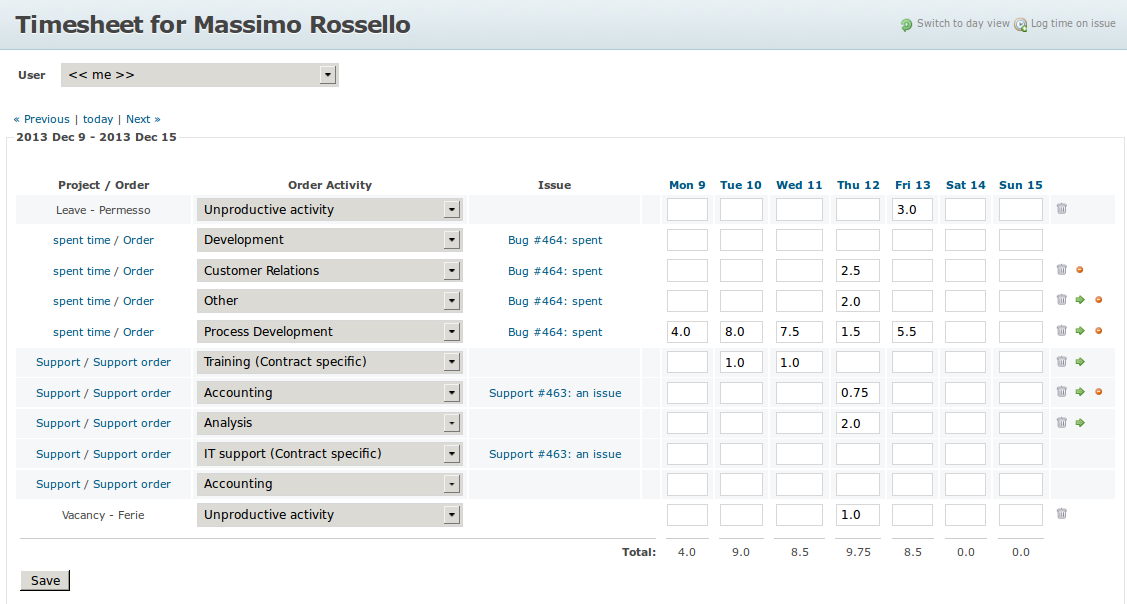 Timesheet for Massimo Rossello
Switch to day view Log time on issue
User << me >>
« Previous | today | Next »
2013 Dec 9 - 2013 Dec 15
Project / Order Order Activity Issue Mon 9 Tue 10 Wed 11 Thu 12 Fri 13 Sat 14 Sun 15
Leave - Permesso Unproductive activity 3.0
spent time / Order Development Bug #464: spent
spent time / Order Customer Relations Bug #464: spent 2.5
spent time / Order Other Bug #464: spent 2.0
spent time / Order Process Development Bug #464: spent 4.0 8.0 7.5 1.5 5.5
Support / Support order Training (Contract specific) 1.0 1.0
Support / Support order Accounting Support #463: an issue 0.75
Support / Support order Analysis 2.0
Support / Support order IT support (Contract specific) Support #463: an issue
Support / Support order Accounting
Vacancy - Ferie Unproductive activity 1.0
Total: 4.0 9.0 8.5 9.75 8.5 0.0 0.0
Save